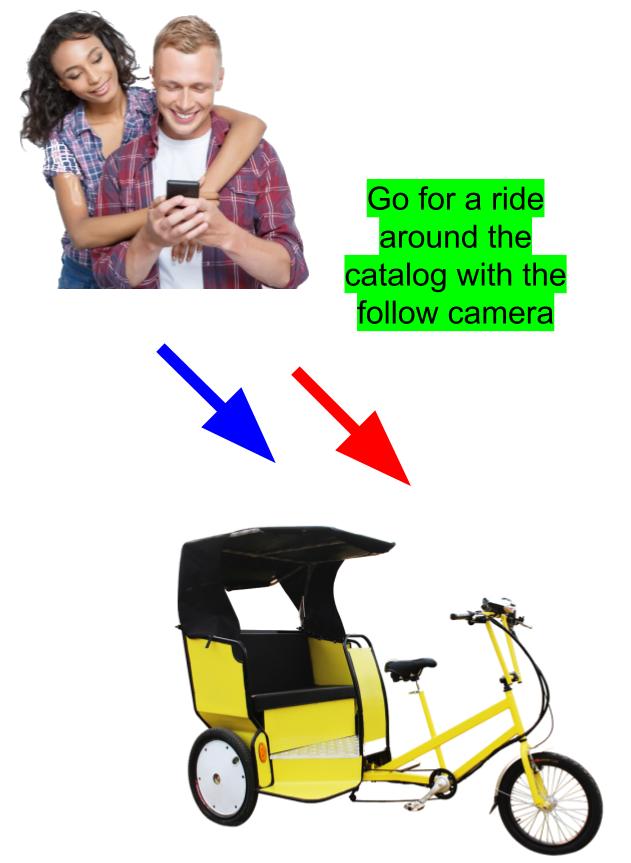 Go for a ride
around the
catalog with the
follow camera